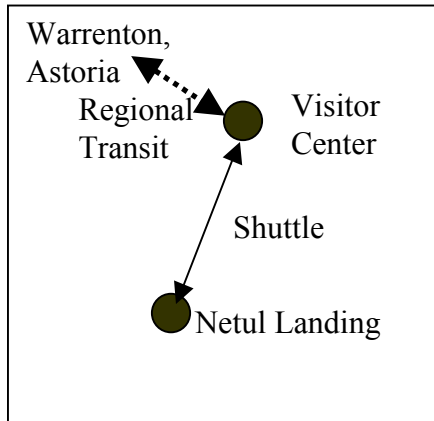 Warrenton,
Astoria
Regional
Transit
Visitor
Center
Shuttle
Netul Landing